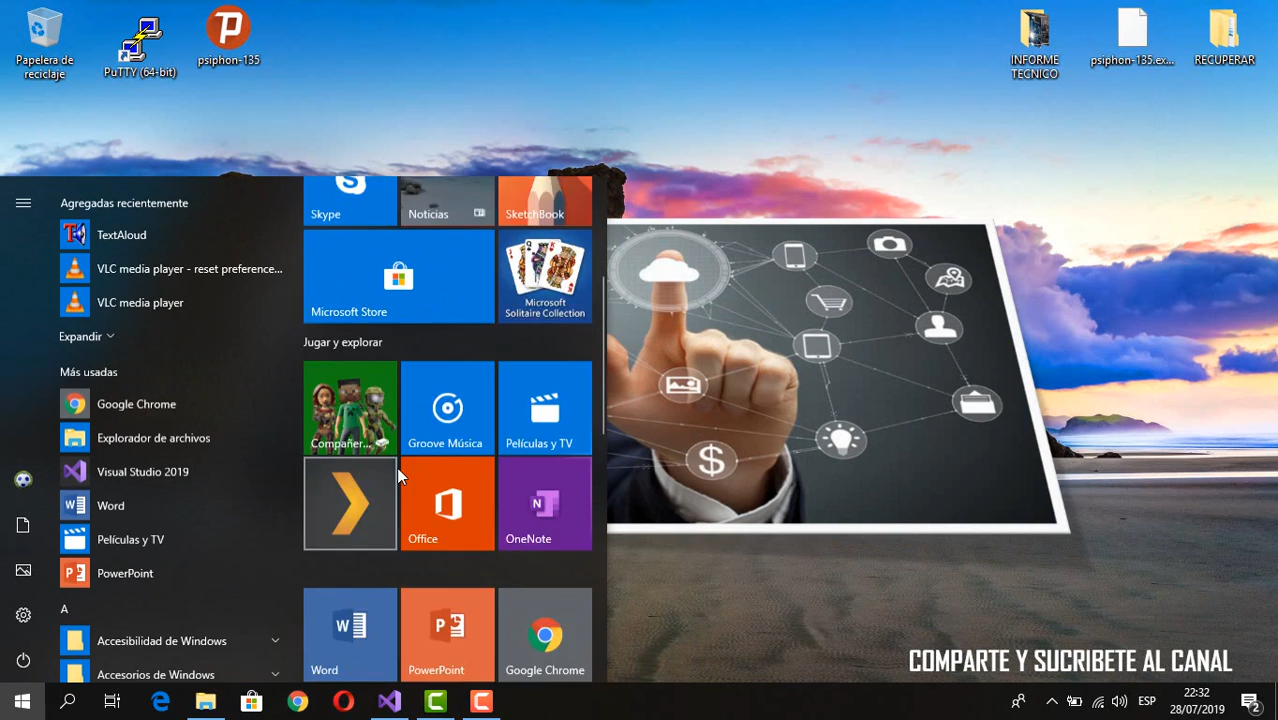 Papelera de
reciclaje
PuTTY (64-bit)
psiphon-135
INFORME
TECNICO
psiphon-135.ex...
RECUPERAR
Agregadas recientemente
TextAloud
VLC media player - reset preference...
VLC media player
Expandir
Más usadas
Google Chrome
Explorador de archivos
Visual Studio 2019
Word
Películas y TV
PowerPoint
A
Accesibilidad de Windows
Accesorios de Windows
Skype
Noticias
SketchBook
Microsoft Store
Microsoft
Solitaire Collection
Jugar y explorar
Compañer...
Groove Música
Películas y TV
Office
OneNote
Word
PowerPoint
Google Chrome
COMPARTE Y SUCRIBETE AL CANAL
ESP
22:32
28/07/2019
2